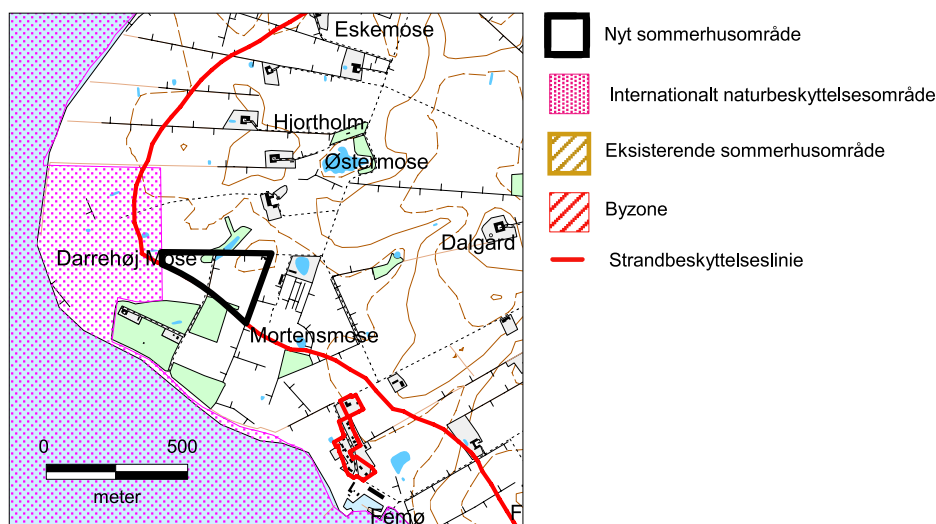 Eskemose
Hjortholm
Østermose
Dalgård
Darrehøj Mose
Mortensmose
0
500
meter
Femø
F
Nyt sommerhusområde
Internationalt naturbeskyttelsesområde
Eksisterende sommerhusområde
Byzone
Strandbeskyttelseslinie